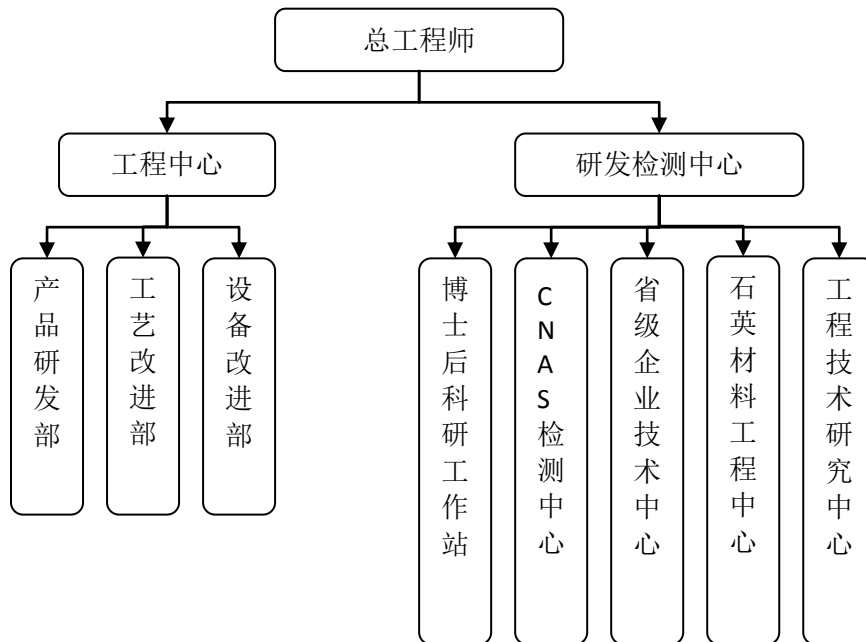 总工程师
工程中心
研发检测中心
产品研发部
工艺改进部
设备改进部
博士后科研工作站
CNAS检测中心
省级企业技术中心
石英材料工程中心
工程技术研究中心